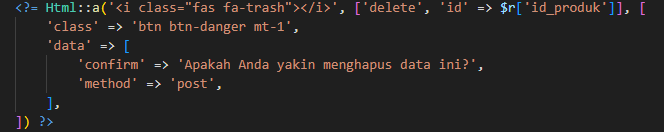 <?= Html::a('<i class="fas fa-trash"></i>', ['delete', 'id' => $r['id_produk']], [
    'class' => 'btn btn-danger mt-1',
    'data' => [
        'confirm' => 'Apakah Anda yakin menghapus data ini?',
        'method' => 'post',
    ],
]) ?>